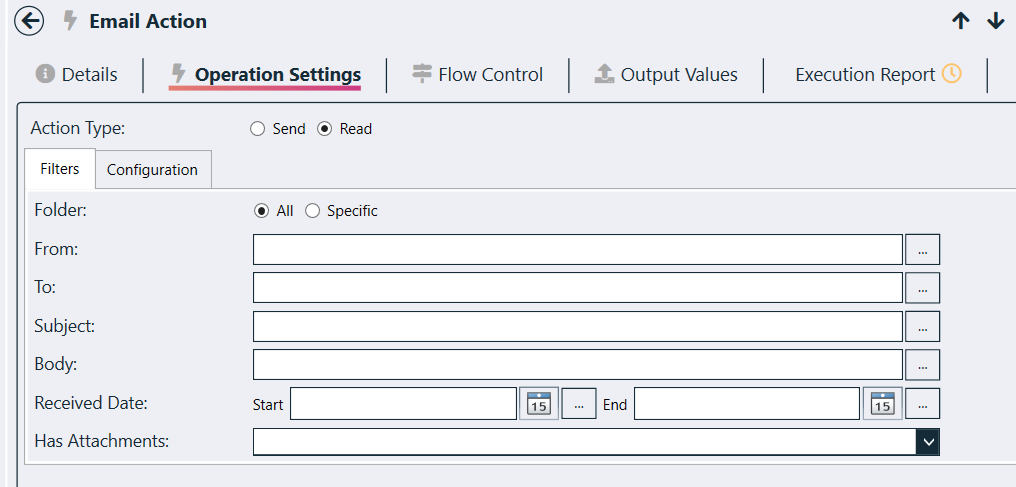 Email Action
Details Operation Settings Flow Control Output Values Execution Report
Action Type: Send Read
Filters Configuration
Folder: All Specific
From: ...
To: ...
Subject: ...
Body: ...
Received Date: Start 15 ... End 15 ...
Has Attachments: